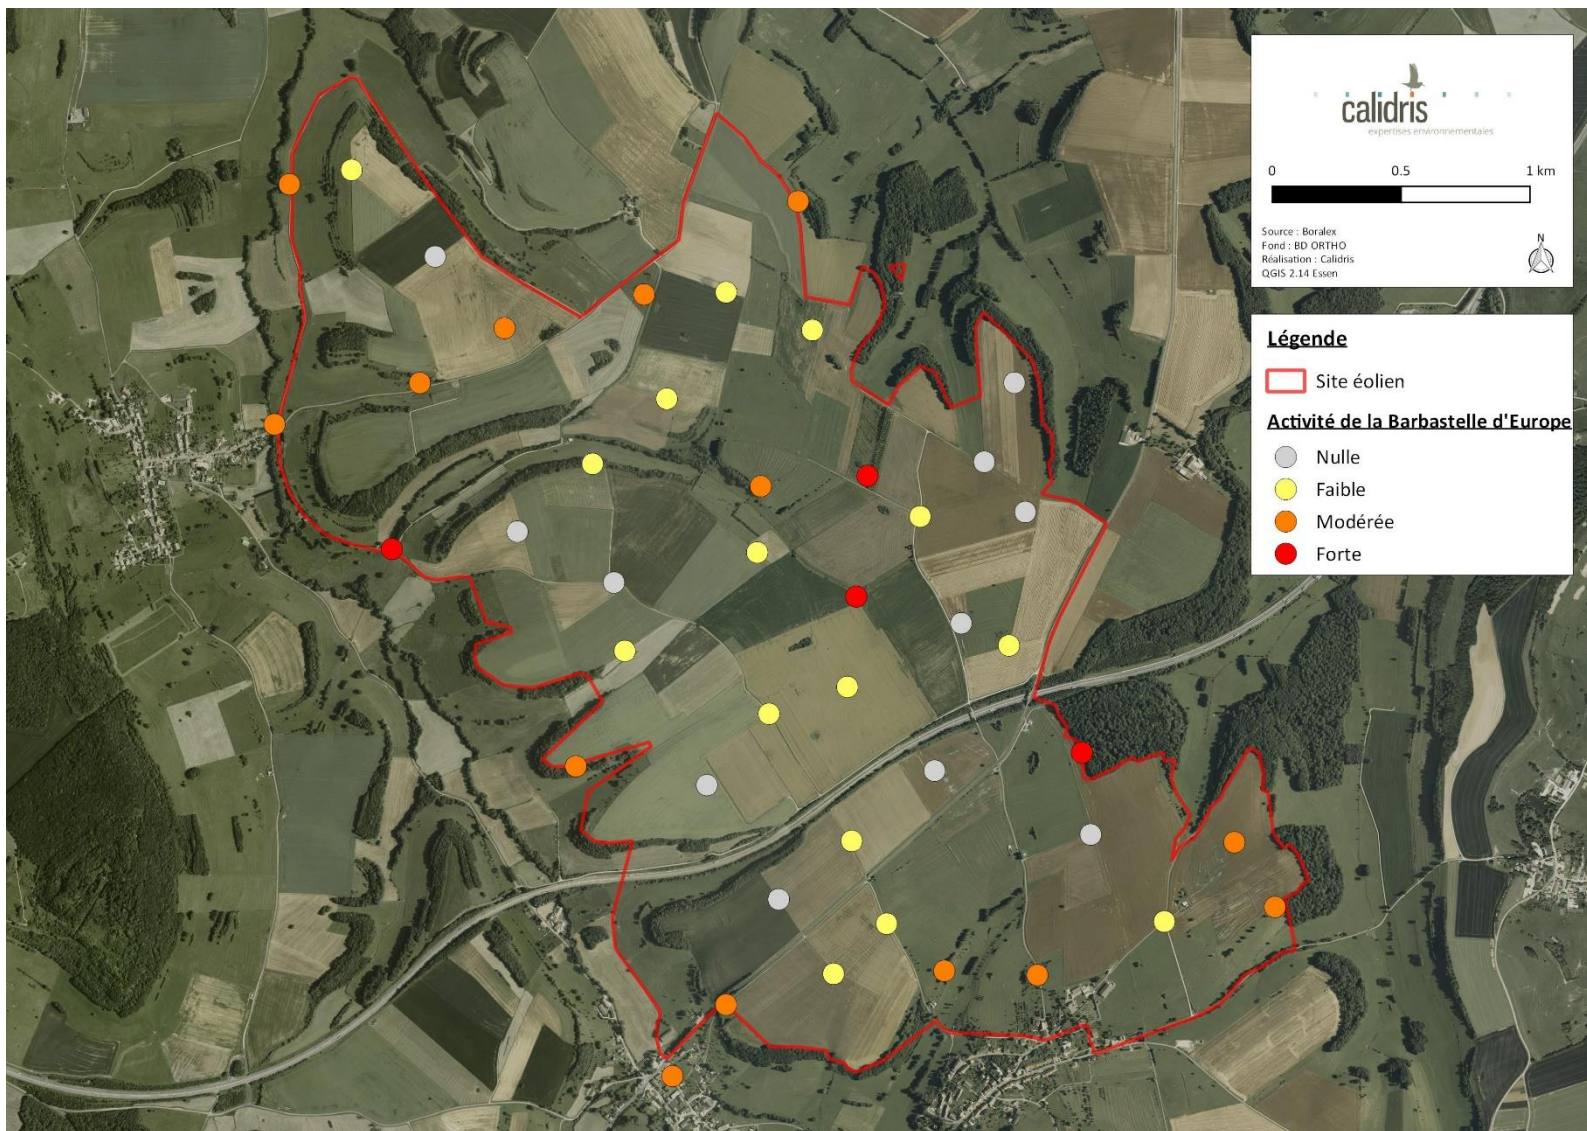 calidris
expertises environnementales
0 0.5 1 km
Source : Boralex
Fond : BD ORTHO
Réalisation : Calidris
QGIS 2.14 Essen
N
Légende
Site éolien
Activité de la Barbastelle d'Europe
Nulle
Faible
Modérée
Forte